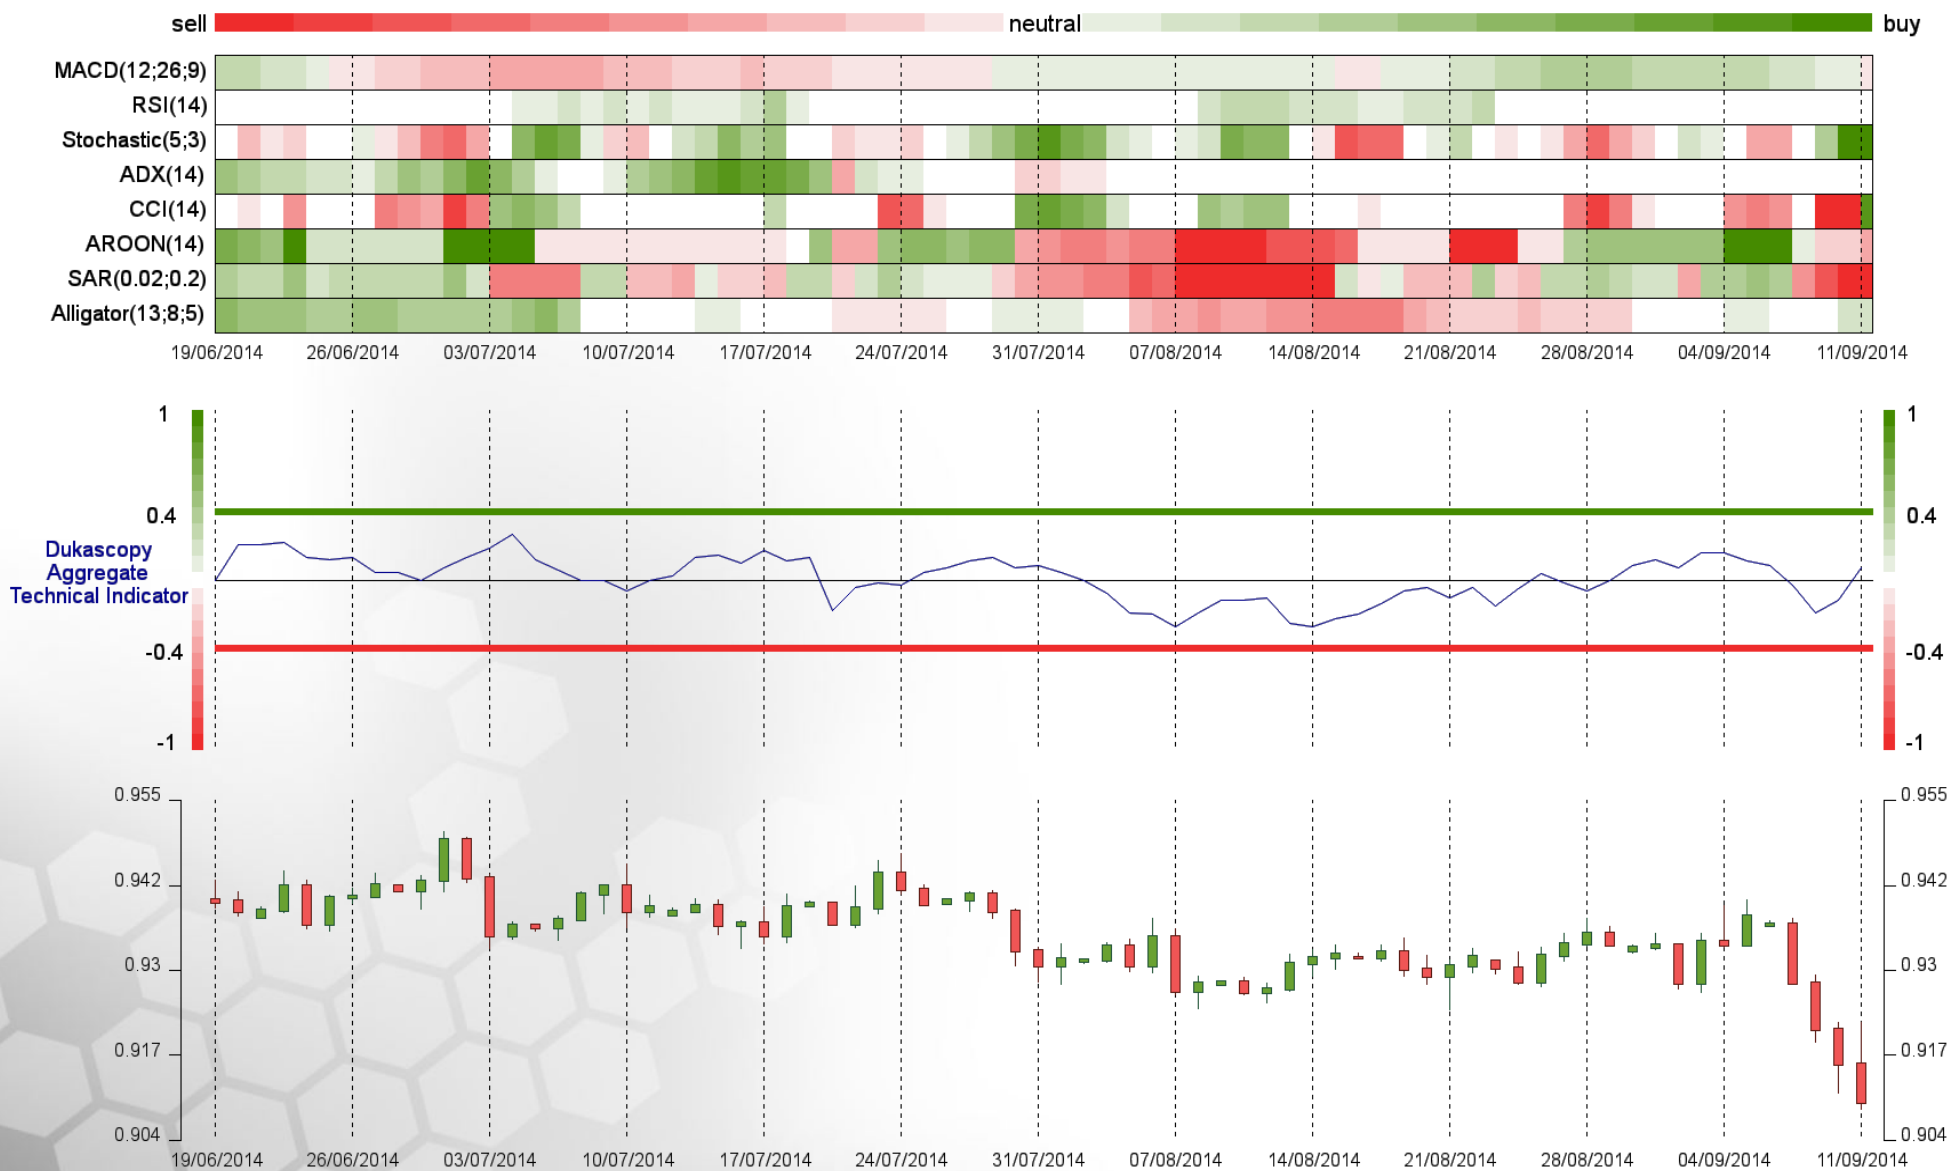 sell neutral buy
MACD(12;26;9)
RSI(14)
Stochastic(5;3)
ADX(14)
CCI(14)
AROON(14)
SAR(0.02;0.2)
Alligator(13;8;5)
19/06/2014 26/06/2014 03/07/2014 10/07/2014 17/07/2014 24/07/2014 31/07/2014 07/08/2014 14/08/2014 21/08/2014 28/08/2014 04/09/2014 11/09/2014
1 1
0.4 0.4
Dukascopy
Aggregate
Technical Indicator
-0.4 -0.4
-1 -1
0.955 0.955
0.942 0.942
0.93 0.93
0.917 0.917
0.904 0.904
19/06/2014 26/06/2014 03/07/2014 10/07/2014 17/07/2014 24/07/2014 31/07/2014 07/08/2014 14/08/2014 21/08/2014 28/08/2014 04/09/2014 11/09/2014